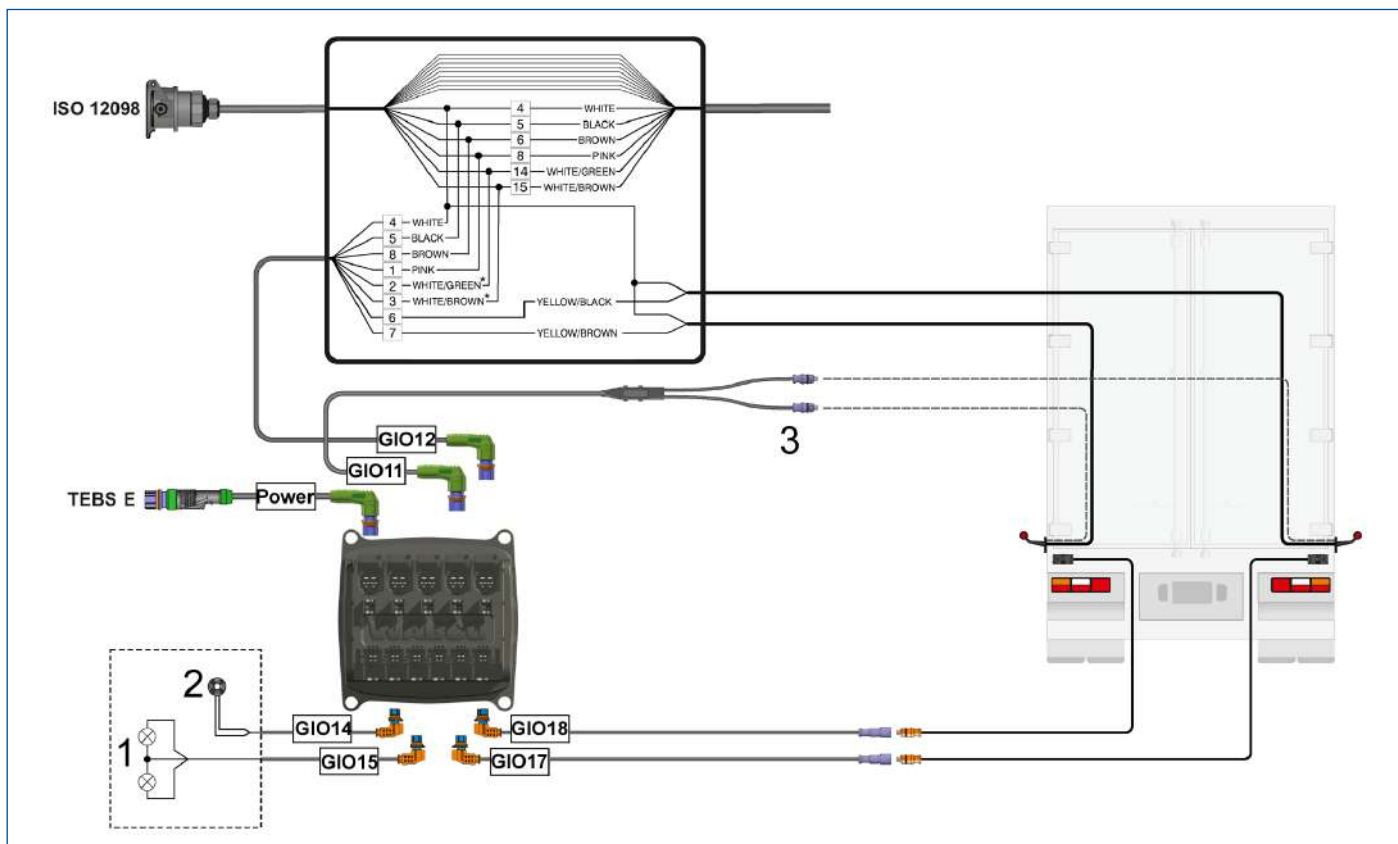 ISO 12098
4 WHITE
5 BLACK
6 BROWN
8 PINK
14 WHITE/GREEN
15 WHITE/BROWN
4 WHITE
5 BLACK
8 BROWN
1 PINK
2 WHITE/GREEN*
3 WHITE/BROWN*
6 YELLOW/BLACK
7 YELLOW/BROWN
3
GIO12
GIO11
TEBS E Power
2
1
GIO14 GIO18
GIO15 GIO17